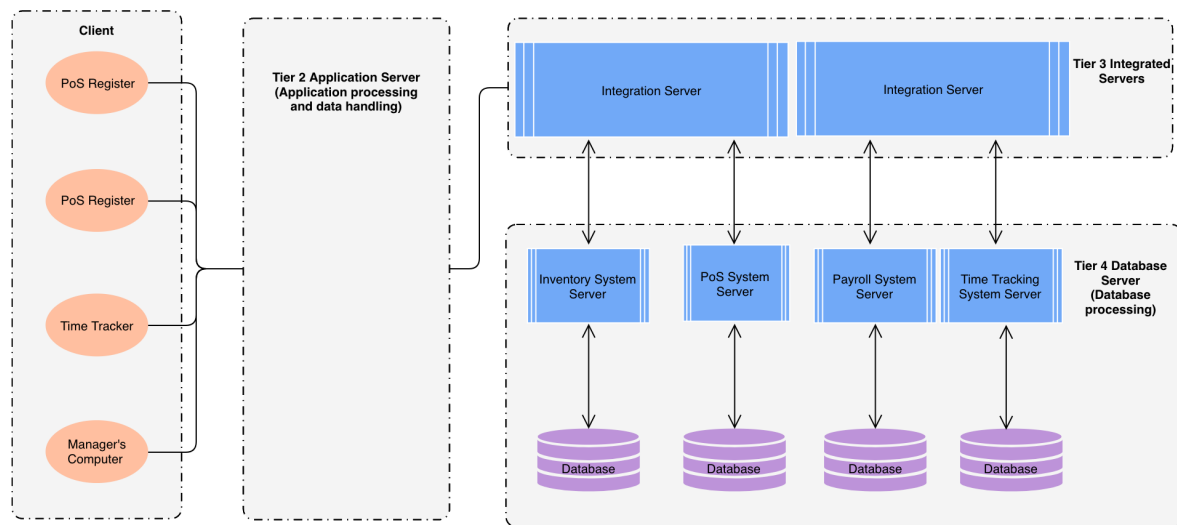 Client
PoS Register
PoS Register
Time Tracker
Manager's
Computer
Tier 2 Application Server
(Application processing
and data handling)
Integration Server
Integration Server
Tier 3 Integrated
Servers
Inventory System
Server
PoS System
Server
Payroll System
Server
Time Tracking
System Server
Tier 4 Database
Server
(Database
processing)
Database
Database
Database
Database